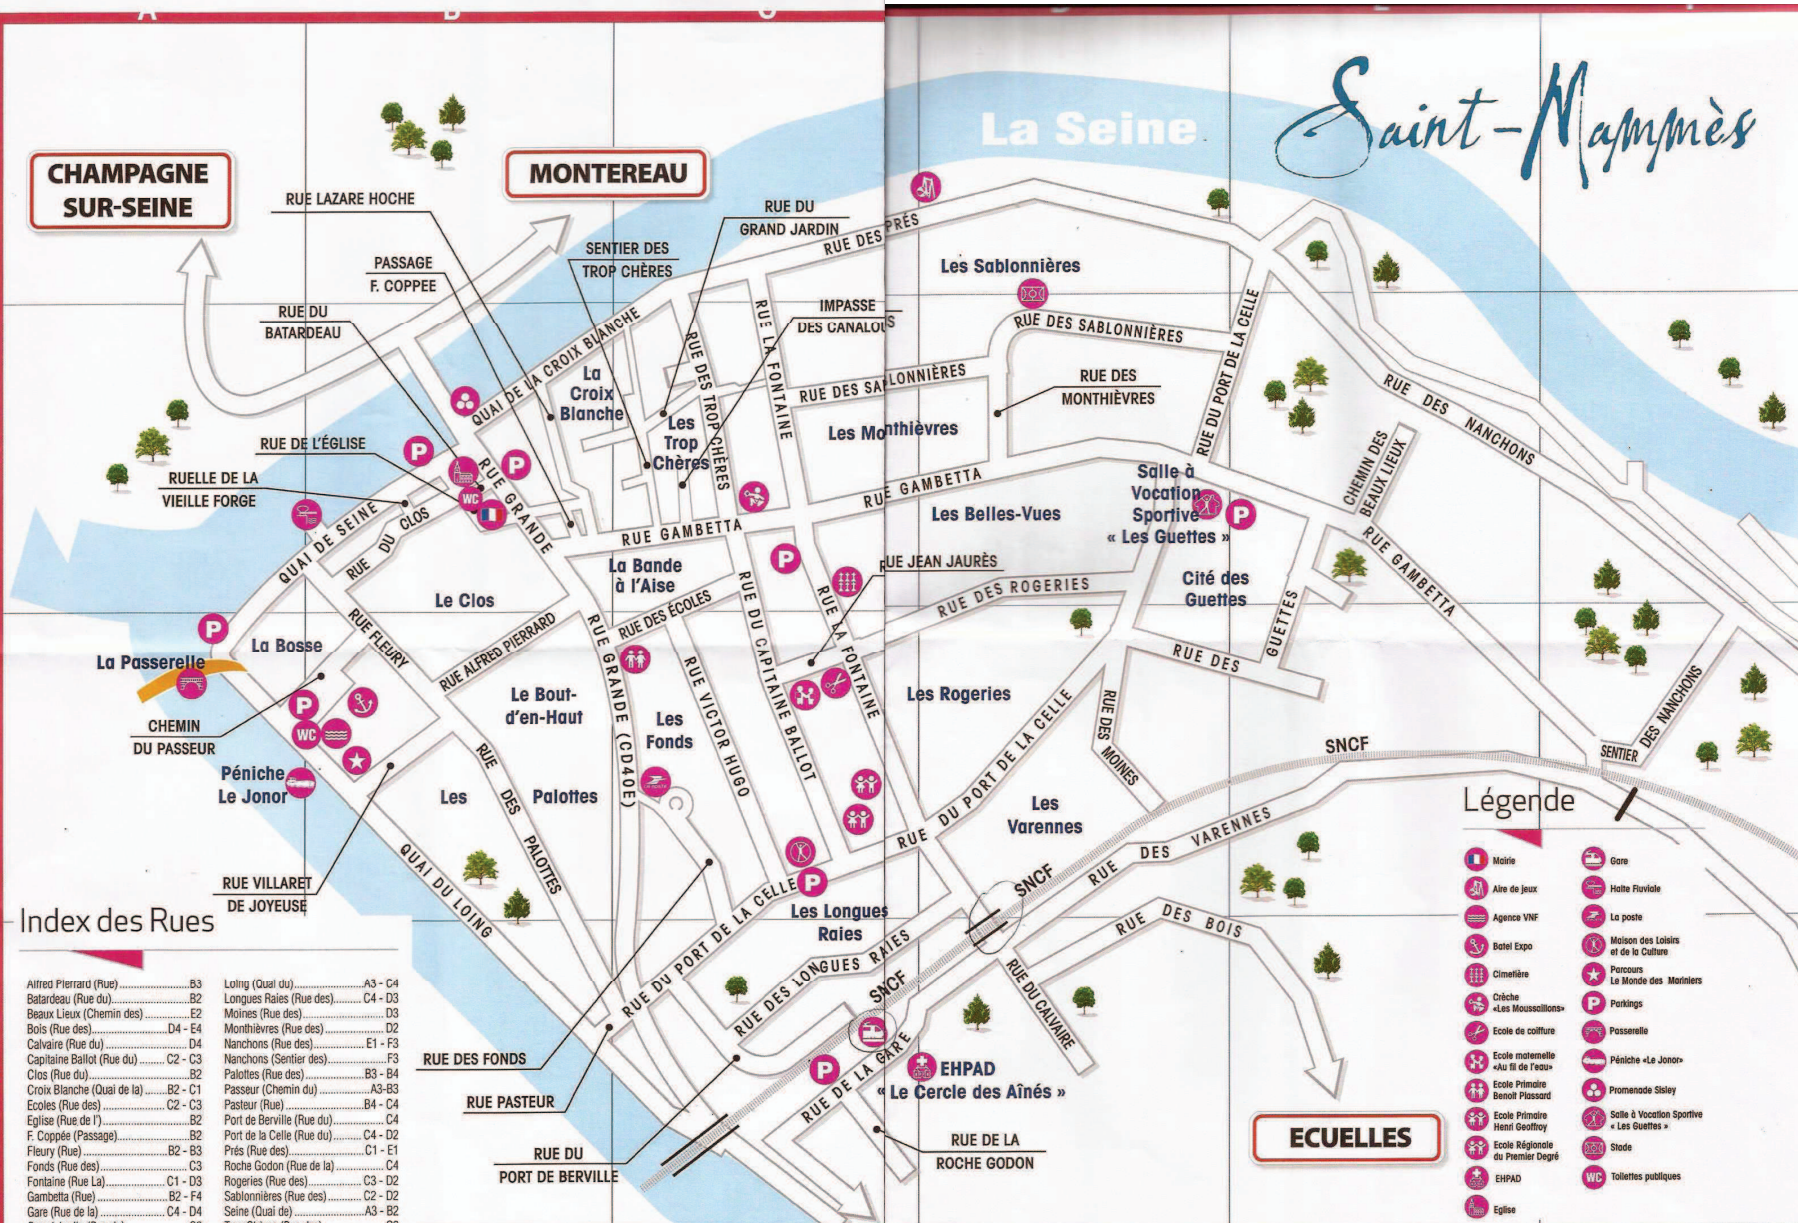 A
B
C
E
Saint-Mammès
La Seine
CHAMPAGNE
SUR-SEINE
MONTEREAU
RUE LAZARE HOCHE
PASSAGE
F. COPPEE
RUE DU
BATARDEAU
RUE DE L'ÉGLISE
RUELLE DE LA
VIEILLE FORGE
SENTIER DES
TROP CHÈRES
RUE DU
GRAND JARDIN
IMPASSE
DES CANALOUS
RUE DES PRÉS
Les Sablonnières
RUE DES SABLONNIÈRES
RUE DES SABLONNIÈRES
RUE DES
MONTHIÈVRES
Les Monthièvres
RUE DU PORT DE LA CELLE
RUE DES NANCHONS
CHEMIN DES
BEAUX LIEUX
QUAI DE LA CROIX BLANCHE
La
Croix
Blanche
Les
Trop
Chères
RUE DES TROP CHÈRES
RUE LA FONTAINE
P
P
WC
RUE GRANDE
QUAI DE SEINE
RUE DU CLOS
RUE GAMBETTA
RUE GAMBETTA
Les Belles-Vues
Salle à
Vocation
Sportive
« Les Guettes »
P
RUE GAMBETTA
La Bande
à l'Aise
P
RUE JEAN JAURÈS
RUE DES ROGERIES
Cité des
Guettes
Le Clos
RUE ALFRED PIERRARD
RUE DES ÉCOLES
RUE DU CAPITAINE BALLOT
RUE LA FONTAINE
RUE DES GUETTES
P
La Bosse
RUE FLEURY
La Passerelle
CHEMIN
DU PASSEUR
P
WC
Péniche
Le Jonor
Le Bout-
d'en-Haut
RUE GRANDE (CD40E)
Les
Fonds
RUE VICTOR HUGO
Les Rogeries
RUE DES MOINES
SENTIER DES NANCHONS
SNCF
RUE DES PALOTTES
Les Palottes
RUE DU PORT DE LA CELLE
Les
Varennes
RUE DES VARENNES
QUAI DU LOING
RUE VILLARET
DE JOYEUSE
P
RUE DU PORT DE LA CELLE
Les Longues
Raies
SNCF
RUE DES BOIS
RUE DES LONGUES RAIES
SNCF
RUE DU CALVAIRE
RUE DES FONDS
RUE PASTEUR
RUE DU
PORT DE BERVILLE
P
RUE DE LA GARE
EHPAD
« Le Cercle des Aînés »
RUE DE LA
ROCHE GODON
ECUELLES
Index des Rues
Alfred Pierrard (Rue) B3
Batardeau (Rue du) B2
Beaux Lieux (Chemin des) E2
Bois (Rue des) D4 - E4
Calvaire (Rue du) D4
Capitaine Ballot (Rue du) C2 - C3
Clos (Rue du) B2
Croix Blanche (Quai de la) B2 - C1
Ecoles (Rue des) C2 - C3
Eglise (Rue de l') B2
F. Coppée (Passage) B2
Fleury (Rue) B2 - B3
Fonds (Rue des) C3
Fontaine (Rue La) C1 - D3
Gambetta (Rue) B2 - F4
Gare (Rue de la) C4 - D4
Loing (Quai du) A3 - C4
Longues Raies (Rue des) C4 - D3
Moines (Rue des) D3
Monthièvres (Rue des) D2
Nanchons (Rue des) E1 - F3
Nanchons (Sentier des) F3
Palottes (Rue des) B3 - B4
Passeur (Chemin du) A3-B3
Pasteur (Rue) B4 - C4
Port de Berville (Rue du) C4
Port de la Celle (Rue du) C4 - D2
Prés (Rue des) C1 - E1
Roche Godon (Rue de la) C4
Rogeries (Rue des) C3 - D2
Sablonnières (Rue des) C2 - D2
Seine (Quai de) A3 - B2
Légende
Mairie
Aire de jeux
Agence VNF
Batel Expo
Cimetière
Crèche
«Les Moussaillons»
Ecole de coiffure
Ecole maternelle
«Au fil de l'eau»
Ecole Primaire
Benoit Plassard
Ecole Primaire
Henri Geoffroy
Ecole Régionale
du Premier Degré
EHPAD
Eglise
Gare
Halte Fluviale
La poste
Maison des Loisirs
et de la Culture
Parcours
Le Monde des Mariniers
P Parkings
Passerelle
Péniche «Le Jonor»
Promenade Sisley
Salle à Vocation Sportive
« Les Guettes »
Stade
WC Toilettes publiques